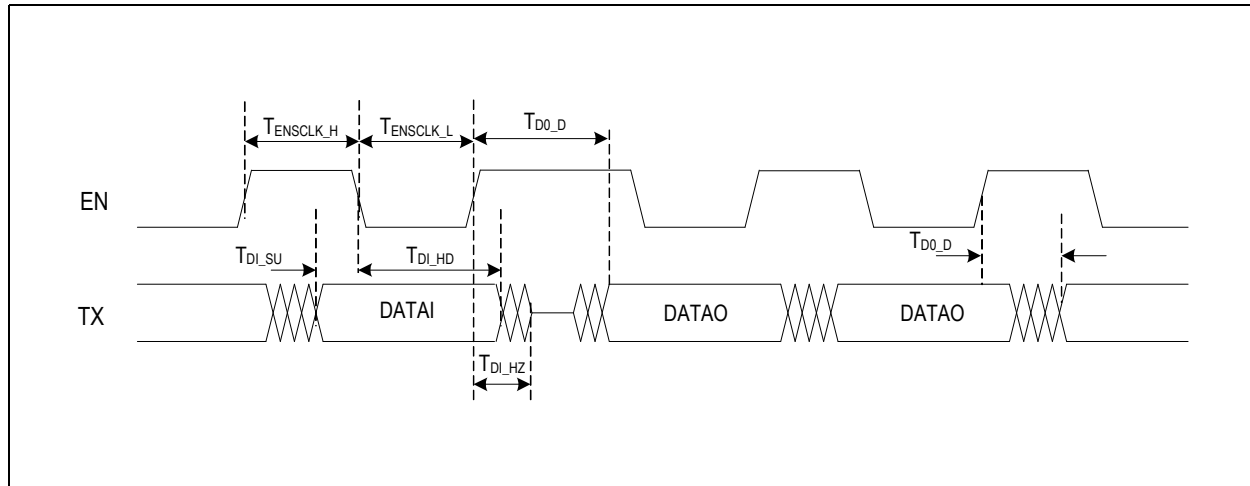 TENSCLK_H TENSCLK_L TD0_D
EN
TDI_SU TDI_HD TD0_D
TX DATAI DATAO DATAO
TDI_HZ